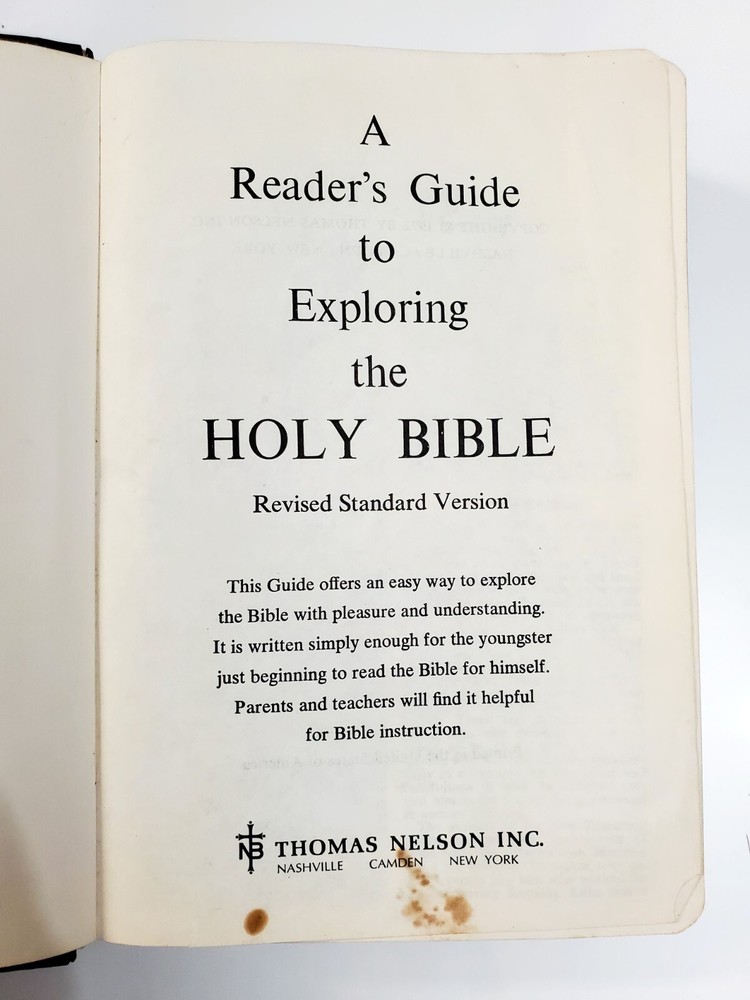 A
Reader's Guide
to
Exploring
the
HOLY BIBLE
Revised Standard Version
This Guide offers an easy way to explore
the Bible with pleasure and understanding.
It is written simply enough for the youngster
just beginning to read the Bible for himself.
Parents and teachers will find it helpful
for Bible instruction.
NB THOMAS NELSON INC.
NASHVILLE CAMDEN NEW YORK